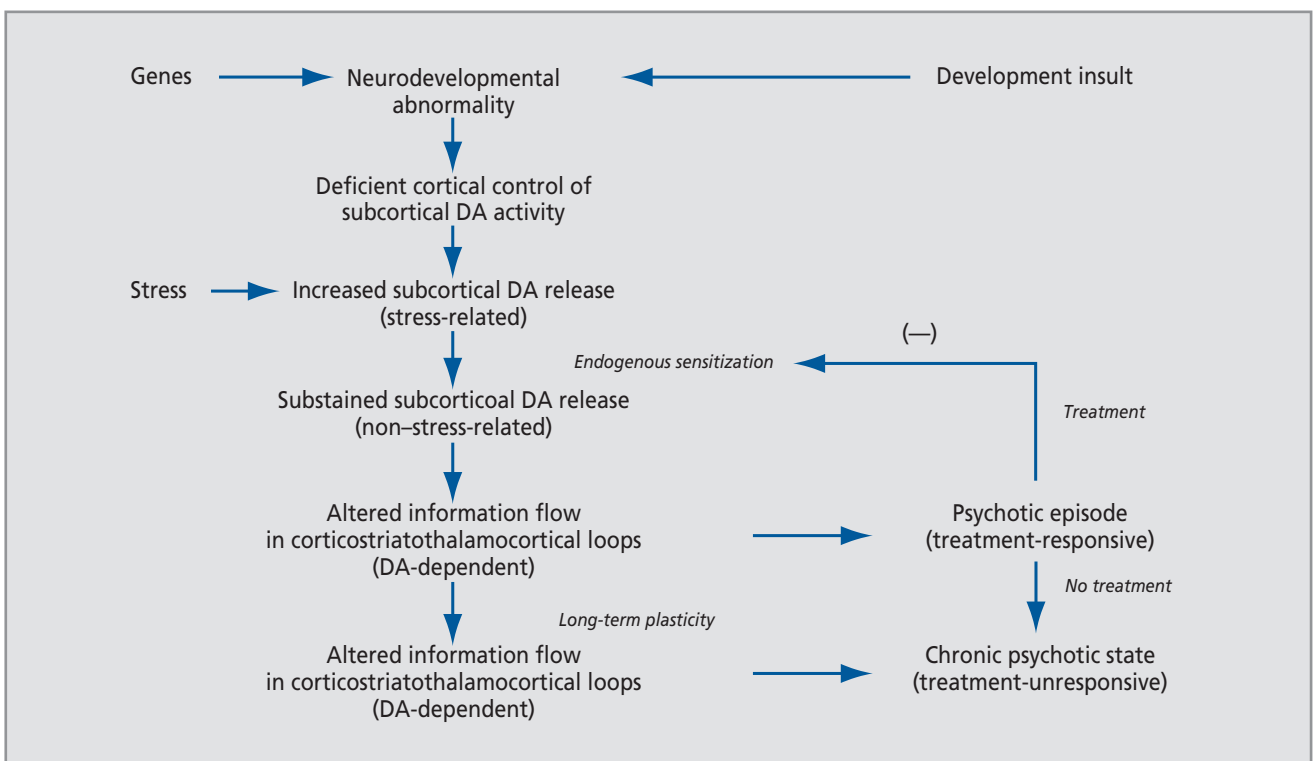 Genes
Neurodevelopmental
abnormality
Development insult
Deficient cortical control of
subcortical DA activity
Stress
Increased subcortical DA release
(stress-related)
(—)
Endogenous sensitization
Substained subcorticoal DA release
(non–stress-related)
Treatment
Altered information flow
in corticostriatothalamocortical loops
(DA-dependent)
Psychotic episode
(treatment-responsive)
No treatment
Long-term plasticity
Altered information flow
in corticostriatothalamocortical loops
(DA-dependent)
Chronic psychotic state
(treatment-unresponsive)